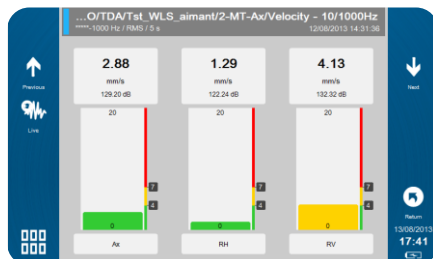 ...O/TDA/Tst_WLS_aimant/2-MT-Ax/Velocity - 10/1000Hz
*****-1000 Hz / RMS / 5 s
12/08/2013 14:31:36
Previous
Live
2.88
mm/s
129.20 dB
1.29
mm/s
122.24 dB
4.13
mm/s
132.32 dB
Next
20
7
4
0
20
7
4
0
20
7
4
0
Ax
RH
RV
Return
13/08/2013
17:41